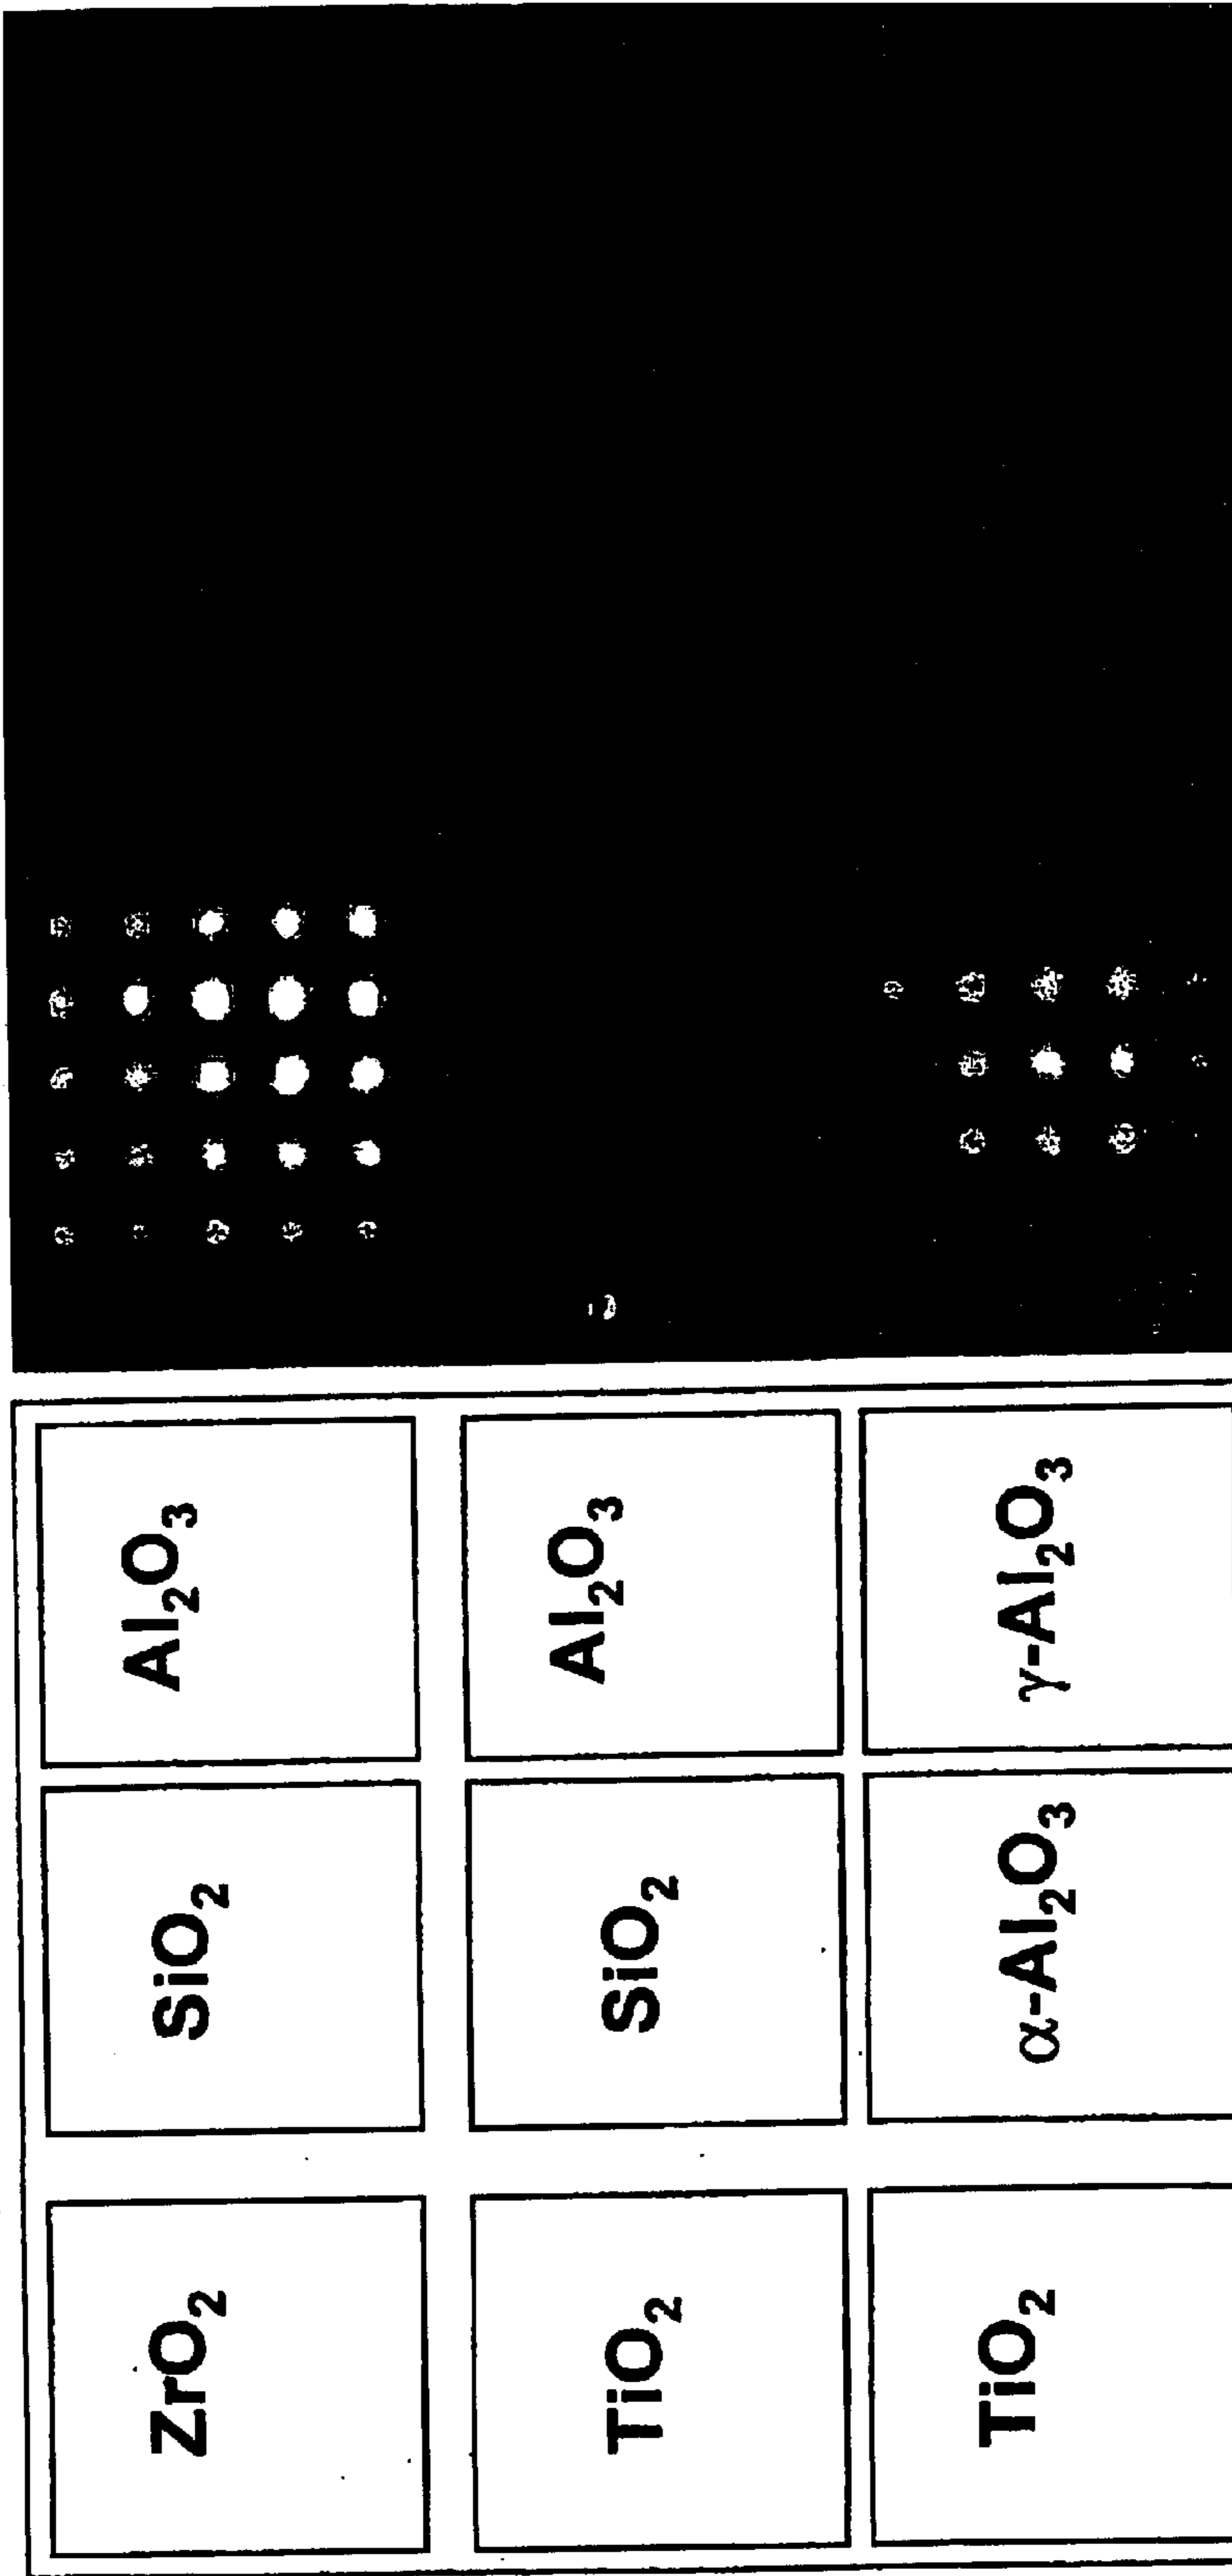 ZrO₂ SiO₂ Al₂O₃
TiO₂ SiO₂ Al₂O₃
TiO₂ α-Al₂O₃ γ-Al₂O₃